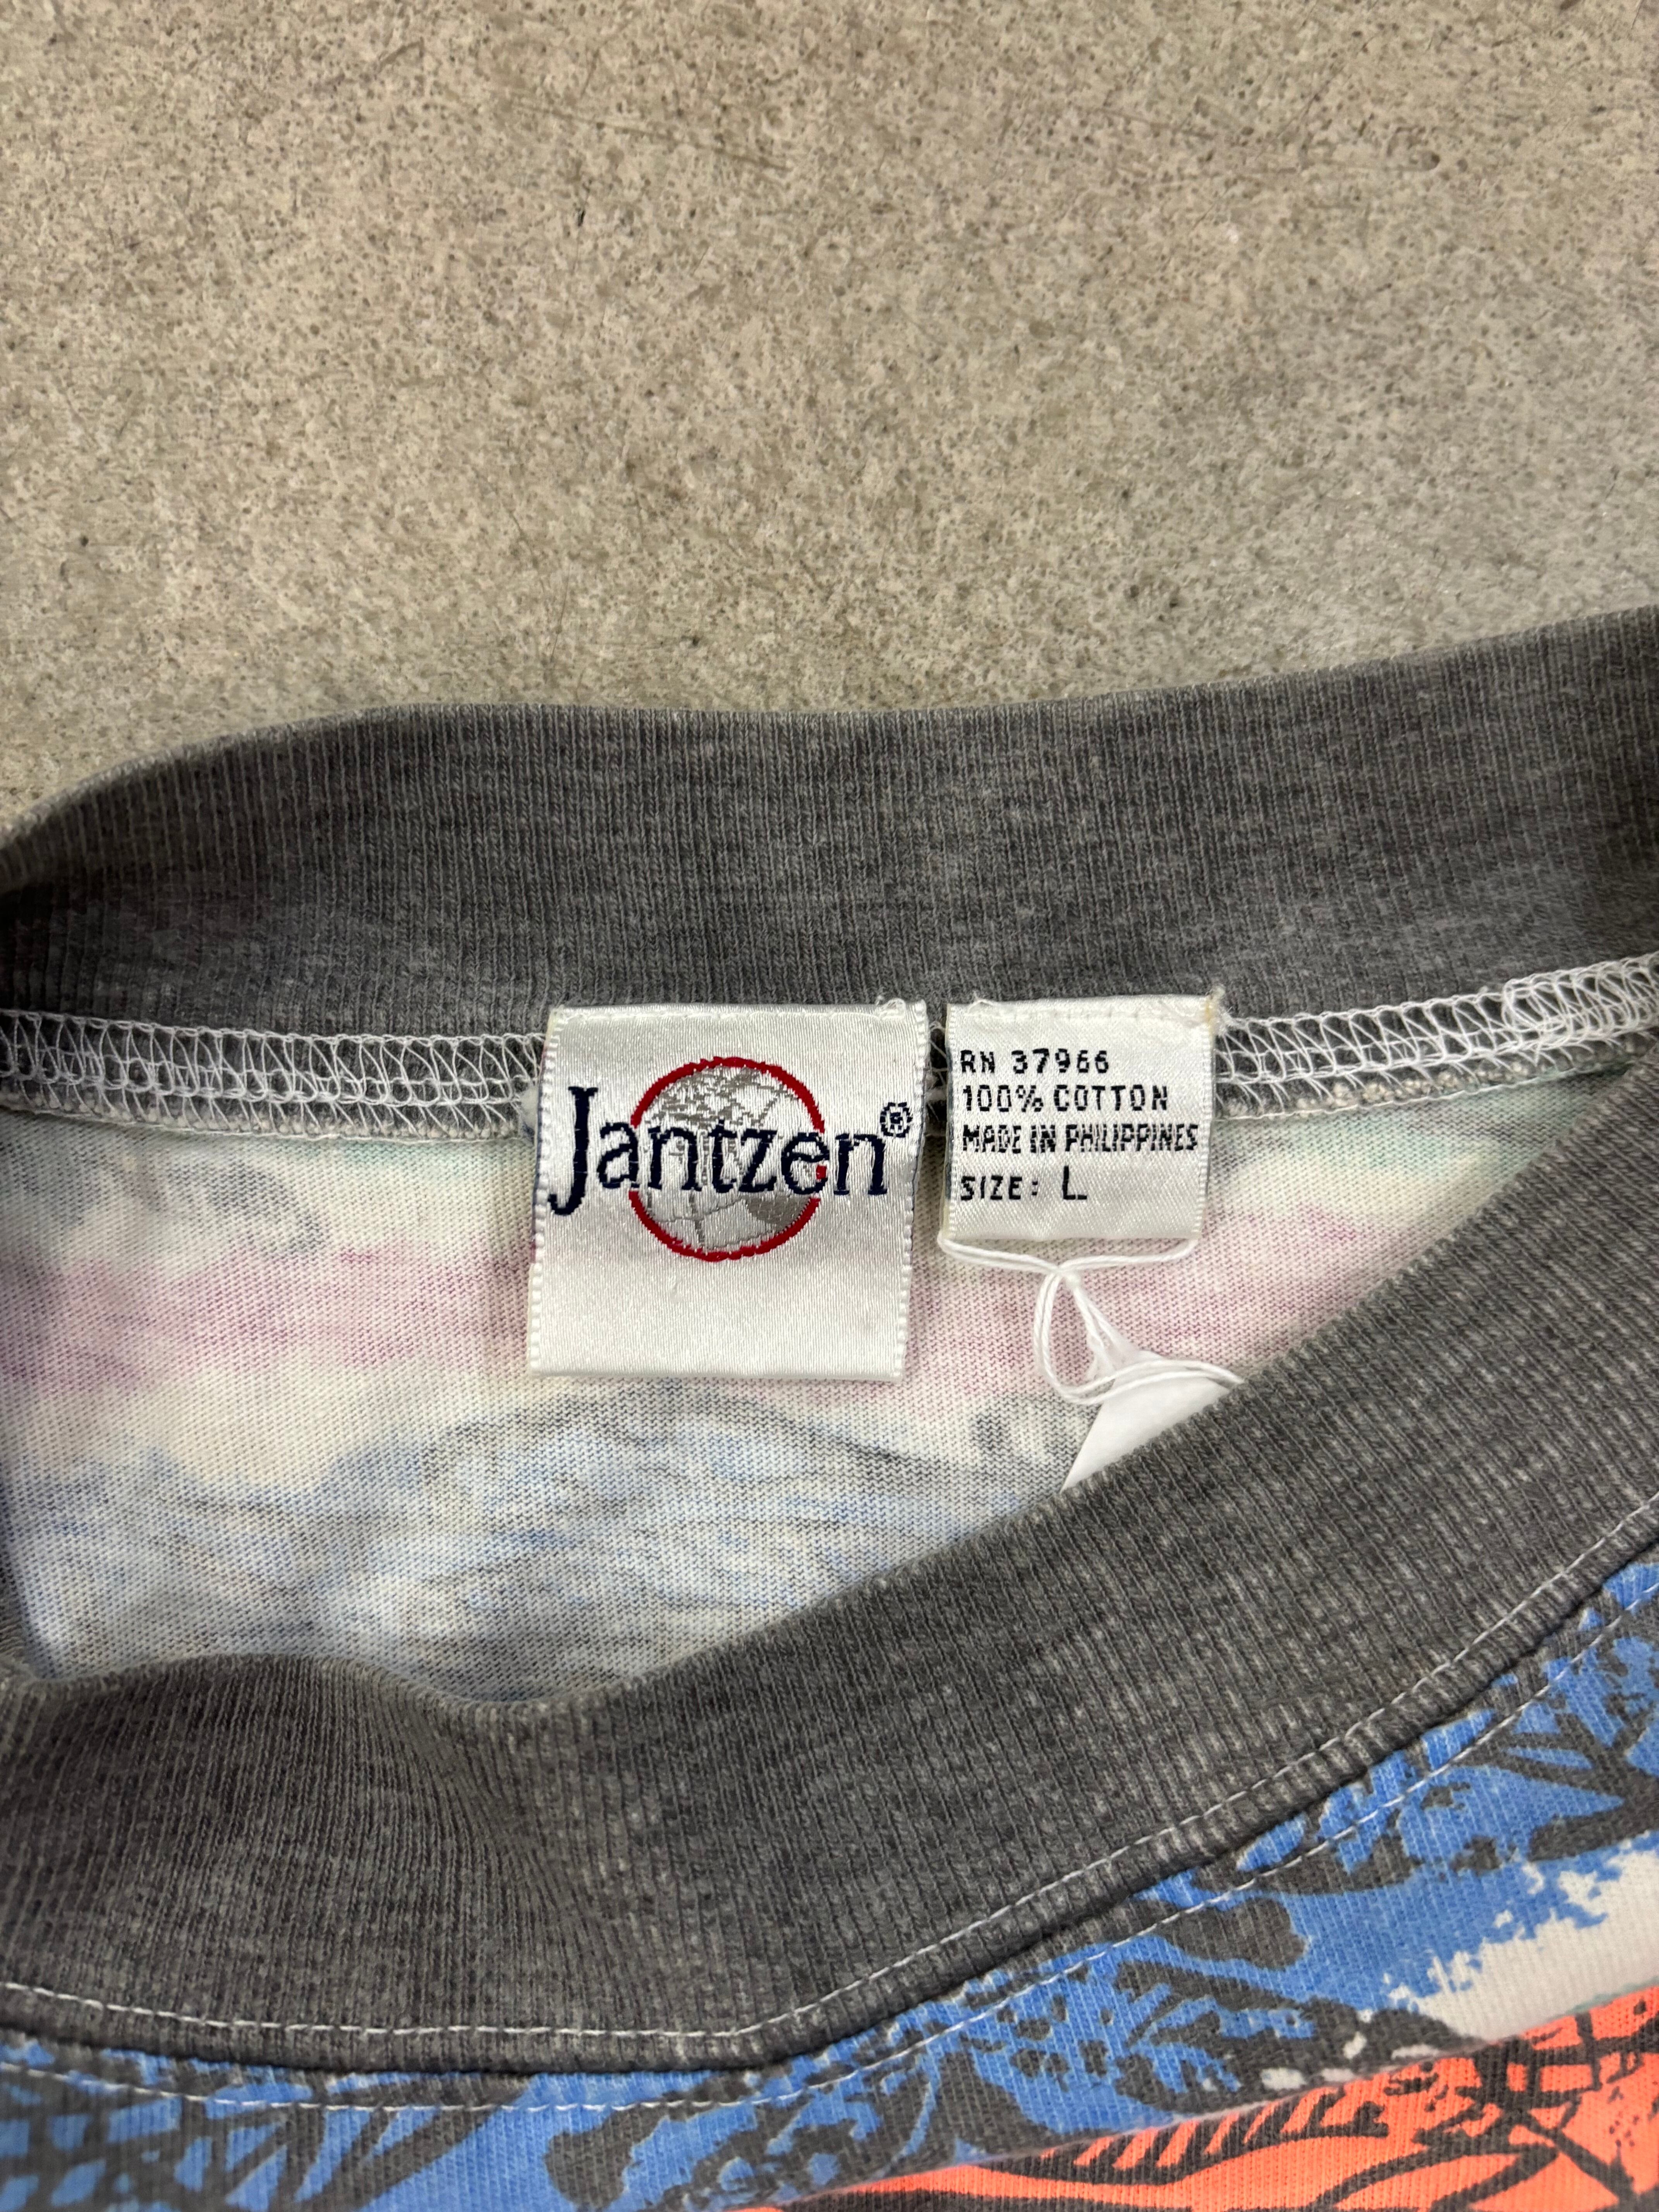 Jantzen®
RN 37966
100% COTTON
MADE IN PHILIPPINES
SIZE: L